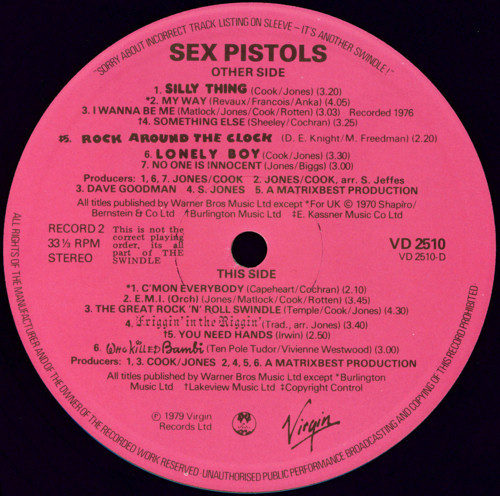 "SORRY ABOUT INCORRECT TRACK LISTING ON SLEEVE – IT'S ANOTHER SWINDLE!"
SEX PISTOLS
OTHER SIDE
1. SILLY THING (Cook/Jones) (3.20)
*2. MY WAY (Revaux/Francois/Anka) (4.05)
3. I WANNA BE ME (Matlock/Jones/Cook/Rotten) (3.03) Recorded 1976
14. SOMETHING ELSE (Sheeley/Cochran) (3.25)
‡5. ROCK AROUND THE CLOCK (D. E. Knight/M. Freedman) (2.20)
6. LONELY BOY (Cook/Jones) (3.30)
7. NO ONE IS INNOCENT (Jones/Biggs) (3.00)
Producers: 1, 6, 7. JONES/COOK 2. JONES/COOK, arr. S. Jeffes
3. DAVE GOODMAN 4. S. JONES 5. A MATRIXBEST PRODUCTION
All titles published by Warner Bros Music Ltd except *For UK © 1970 Shapiro/
Bernstein & Co Ltd †Burlington Music Ltd ‡E. Kassner Music Co Ltd
RECORD 2
33⅓ RPM
STEREO
This is not the
correct playing
order, its all
part of THE
SWINDLE
VD 2510
VD 2510-D
THIS SIDE
*1. C'MON EVERYBODY (Capeheart/Cochran) (2.10)
2. E.M.I. (Orch) (Jones/Matlock/Cook/Rotten) (3.45)
3. THE GREAT ROCK 'N' ROLL SWINDLE (Temple/Cook/Jones) (4.30)
4. Friggin' in the Riggin' (Trad., arr. Jones) (3.40)
15. YOU NEED HANDS (Irwin) (2.50)
6. WHO KILLED Bambi (Ten Pole Tudor/Vivienne Westwood) (3.00)
Producers: 1, 3. COOK/JONES 2, 4, 5, 6. A MATRIXBEST PRODUCTION
All titles published by Warner Bros Music Ltd except *Burlington
Music Ltd †Lakeview Music Ltd ‡Copyright Control
℗ 1979 Virgin
Records Ltd
Virgin
ALL RIGHTS OF THE MANUFACTURER AND OF THE OWNER OF THE RECORDED WORK RESERVED · UNAUTHORISED PUBLIC PERFORMANCE BROADCASTING AND COPYING OF THIS RECORD PROHIBITED